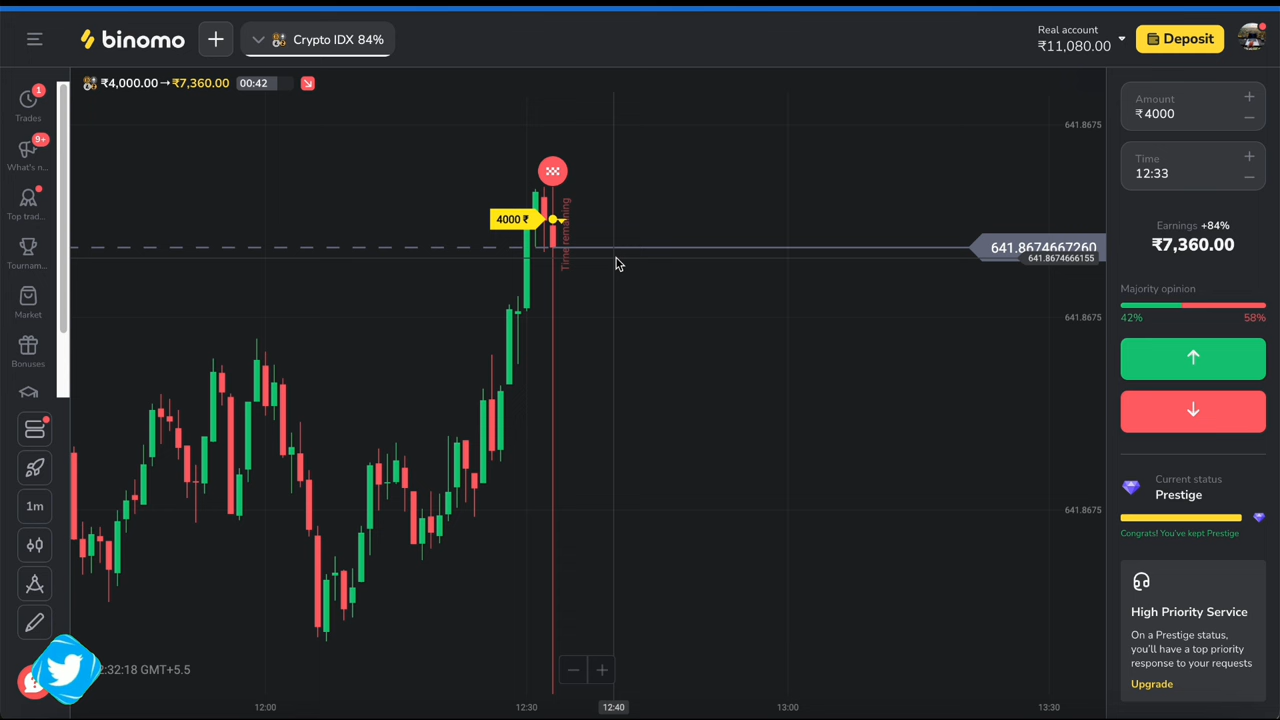 binomo
+
Crypto IDX 84%
Real account
₹11,080.00
Deposit
₹4,000.00→₹7,360.00 00:42
1
Trades
9+
What's n...
Top trad...
Tournam...
Market
Bonuses
1m
641.8675
4000 ₹
Time remaining
641.8674667260
641.8674666155
641.8675
641.8675
2:32:18 GMT+5.5
− +
12:00 12:30 12:40 13:00 13:30
Amount
₹4000
Time
12:33
Earnings +84%
₹7,360.00
Majority opinion
42% 58%
Current status
Prestige
Congrats! You've kept Prestige
High Priority Service
On a Prestige status,
you'll have a top priority
response to your requests
Upgrade